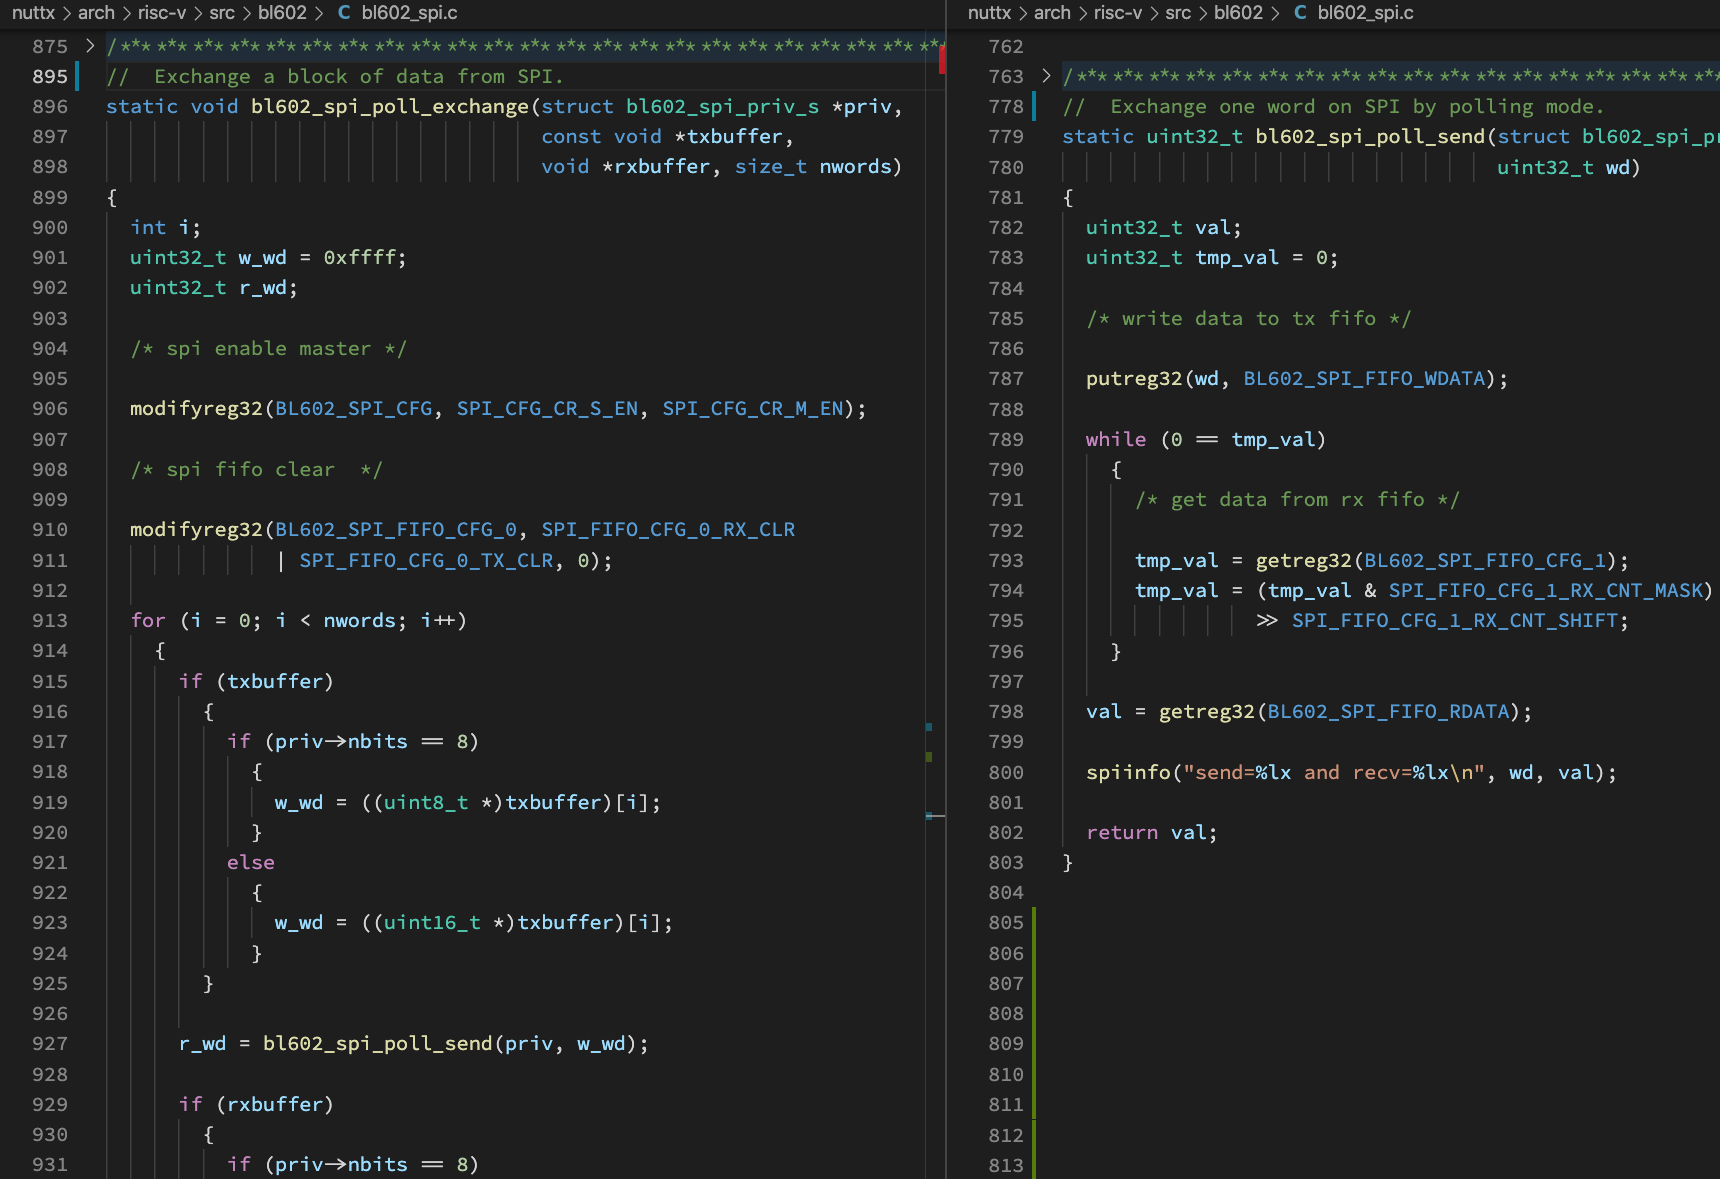 nuttx > arch > risc-v > src > bl602 > C bl602_spi.c
875 > /*** *** *** *** *** *** *** *** *** *** *** *** *** *** *** *** *** *** *** *** *** *** ***
895 //  Exchange a block of data from SPI.
896 static void bl602_spi_poll_exchange(struct bl602_spi_priv_s *priv,
897                                     const void *txbuffer,
898                                     void *rxbuffer, size_t nwords)
899 {
900   int i;
901   uint32_t w_wd = 0xffff;
902   uint32_t r_wd;
903
904   /* spi enable master */
905
906   modifyreg32(BL602_SPI_CFG, SPI_CFG_CR_S_EN, SPI_CFG_CR_M_EN);
907
908   /* spi fifo clear  */
909
910   modifyreg32(BL602_SPI_FIFO_CFG_0, SPI_FIFO_CFG_0_RX_CLR
911               | SPI_FIFO_CFG_0_TX_CLR, 0);
912
913   for (i = 0; i < nwords; i++)
914     {
915       if (txbuffer)
916         {
917           if (priv->nbits == 8)
918             {
919               w_wd = ((uint8_t *)txbuffer)[i];
920             }
921           else
922             {
923               w_wd = ((uint16_t *)txbuffer)[i];
924             }
925         }
926
927       r_wd = bl602_spi_poll_send(priv, w_wd);
928
929       if (rxbuffer)
930         {
931           if (priv->nbits == 8)
nuttx > arch > risc-v > src > bl602 > C bl602_spi.c
762
763 > /*** *** *** *** *** *** *** *** *** *** *** *** *** *** *** *** *** ***
778 //  Exchange one word on SPI by polling mode.
779 static uint32_t bl602_spi_poll_send(struct bl602_spi_pr
780                                     uint32_t wd)
781 {
782   uint32_t val;
783   uint32_t tmp_val = 0;
784
785   /* write data to tx fifo */
786
787   putreg32(wd, BL602_SPI_FIFO_WDATA);
788
789   while (0 == tmp_val)
790     {
791       /* get data from rx fifo */
792
793       tmp_val = getreg32(BL602_SPI_FIFO_CFG_1);
794       tmp_val = (tmp_val & SPI_FIFO_CFG_1_RX_CNT_MASK)
795                 >> SPI_FIFO_CFG_1_RX_CNT_SHIFT;
796     }
797
798   val = getreg32(BL602_SPI_FIFO_RDATA);
799
800   spiinfo("send=%lx and recv=%lx\n", wd, val);
801
802   return val;
803 }
804
805
806
807
808
809
810
811
812
813